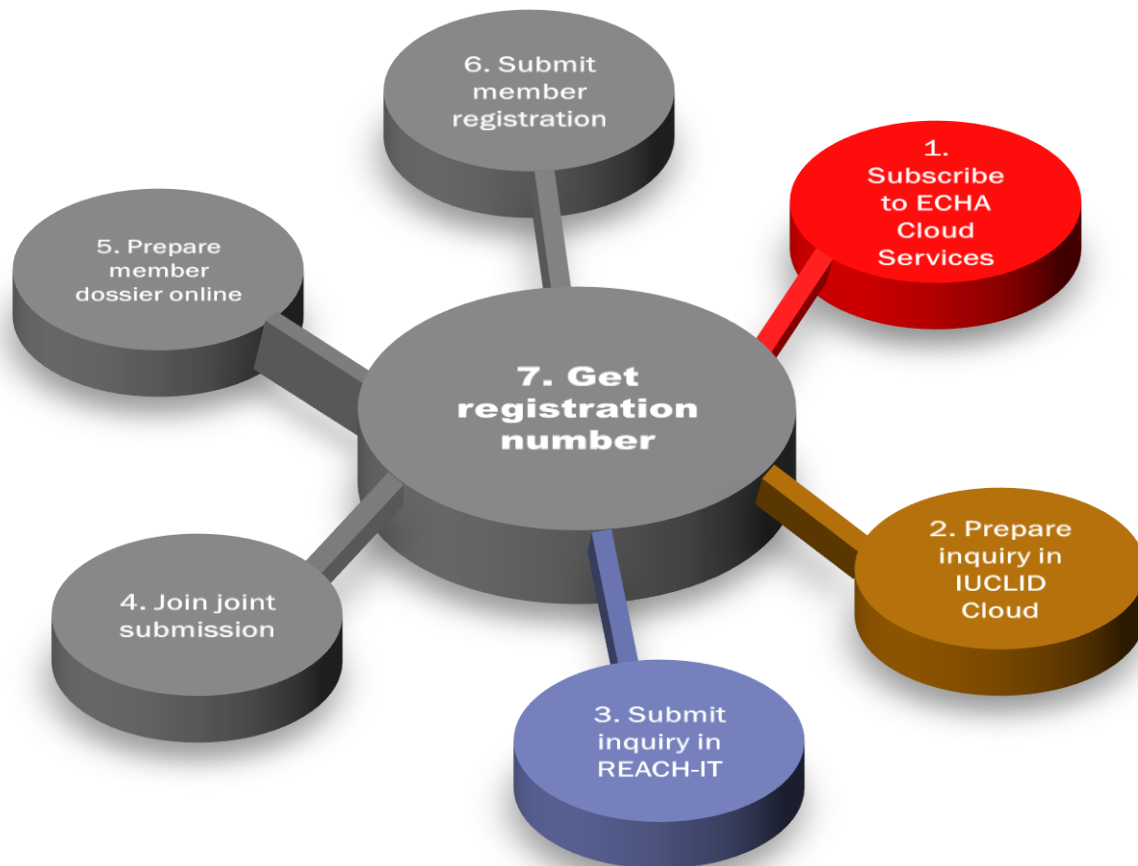 1.
Subscribe
to ECHA
Cloud
Services
2. Prepare
inquiry in
IUCLID
Cloud
3. Submit
inquiry in
REACH-IT
4. Join joint
submission
5. Prepare
member
dossier online
6. Submit
member
registration
7. Get
registration
number